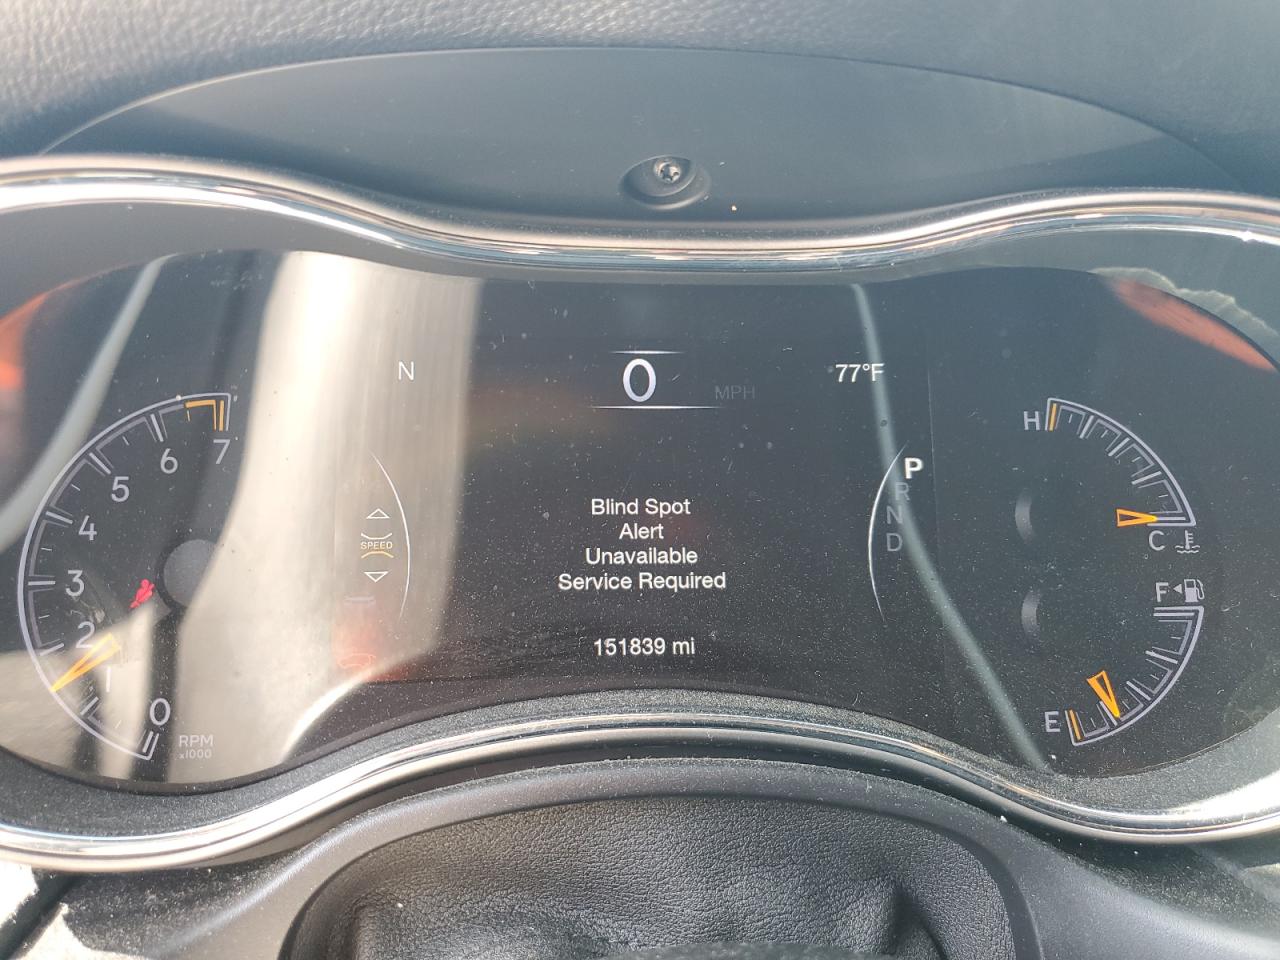 N
0 MPH
77°F
7
6
5
4
3
2
1
0
RPM
x1000
SPEED
Blind Spot
Alert
Unavailable
Service Required
151839 mi
P
R
N
D
H
C
F
E